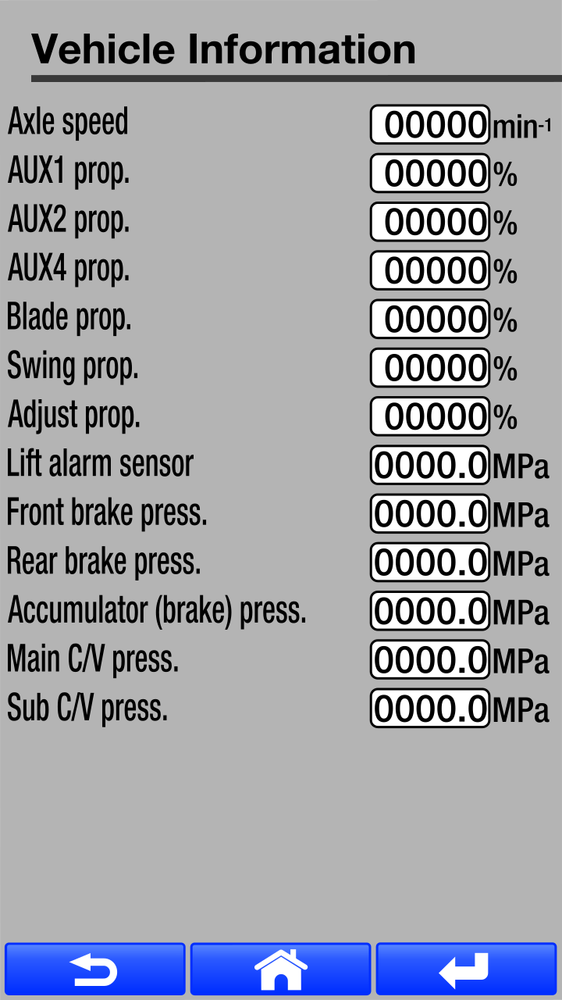 Vehicle Information
Axle speed 00000 min-1
AUX1 prop. 00000 %
AUX2 prop. 00000 %
AUX4 prop. 00000 %
Blade prop. 00000 %
Swing prop. 00000 %
Adjust prop. 00000 %
Lift alarm sensor 0000.0 MPa
Front brake press. 0000.0 MPa
Rear brake press. 0000.0 MPa
Accumulator (brake) press. 0000.0 MPa
Main C/V press. 0000.0 MPa
Sub C/V press. 0000.0 MPa